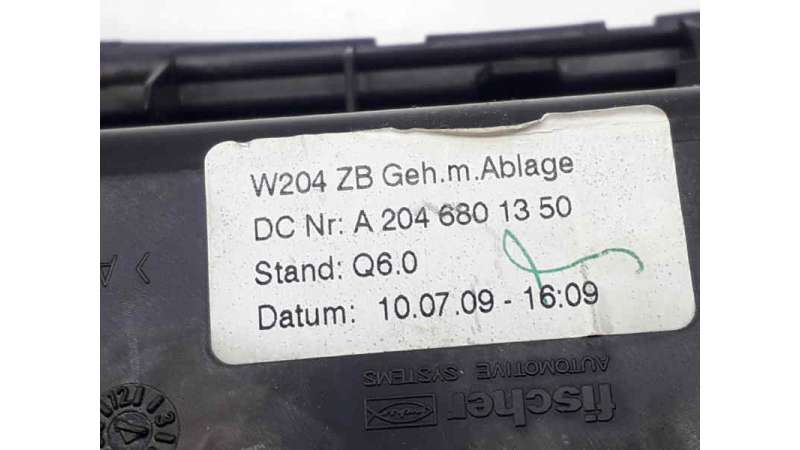 W204 ZB Geh.m.Ablage
DC Nr: A 204 680 13 50
Stand: Q6.0
Datum: 10.07.09 - 16:09
fischer
AUTOMOTIVE
SYSTEMS